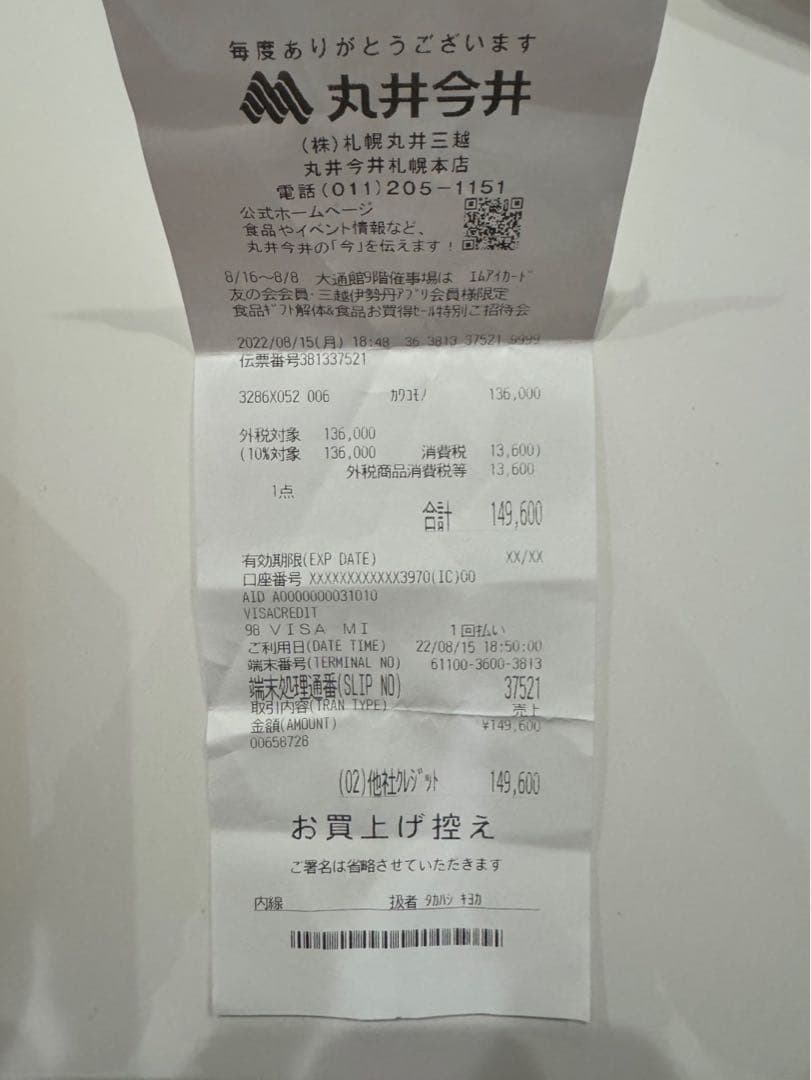 毎度ありがとうございます
丸井今井
(株)札幌丸井三越
丸井今井札幌本店
電話(011)205-1151
公式ホームページ
食品やイベント情報など、
丸井今井の「今」を伝えます!
8/16~8/8 大通館9階催事場は エムアイカード
友の会会員・三越伊勢丹アプリ会員様限定
食品ギフト解体&食品お買得セール特別ご招待会
2022/08/15(月) 18:48 36 3813 37521 9999
伝票番号381337521
3286X052 006 カワコモノ 136,000
外税対象 136,000
(10%対象 136,000 消費税 13,600)
外税商品消費税等 13,600
1点
合計 149,600
有効期限(EXP DATE) XX/XX
口座番号 XXXXXXXXXXXX3970(IC)00
AID A0000000031010
VISACREDIT
98 VISA MI 1回払い
ご利用日(DATE TIME) 22/08/15 18:50:00
端末番号(TERMINAL NO) 61100-3600-3813
端末処理通番(SLIP NO) 37521
取引内容(TRAN TYPE) 売上
金額(AMOUNT) ¥149,600
00658728
(02)他社クレジット 149,600
お買上げ控え
ご署名は省略させていただきます
内線 扱者 タカハシ キヨカ